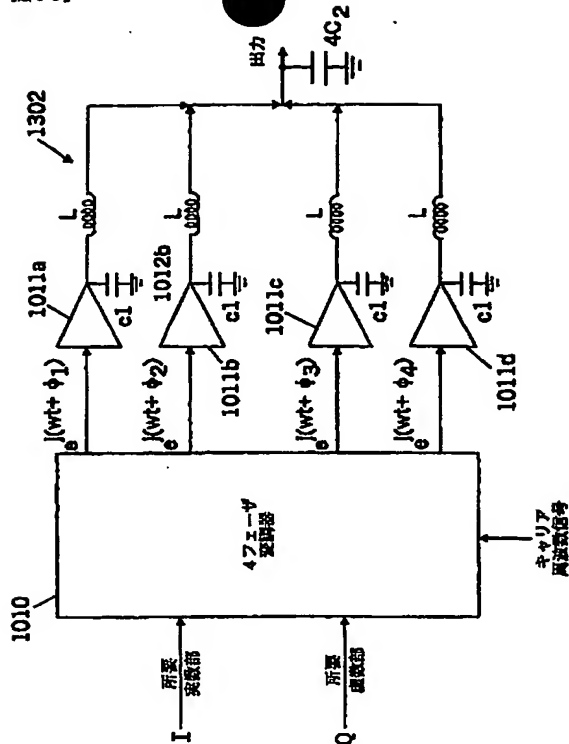 1302
1011a
L
c1
L
1012b
c1
1011b
L
1011c
c1
L
c1
1011d
出力
4C₂
e j(wt+ ϕ₁)
e j(wt+ ϕ₂)
e j(wt+ ϕ₃)
e j(wt+ ϕ₄)
1010
4フェーザ
変調器
I
所要
実数部
Q
所要
虚数部
キャリア
周波数信号